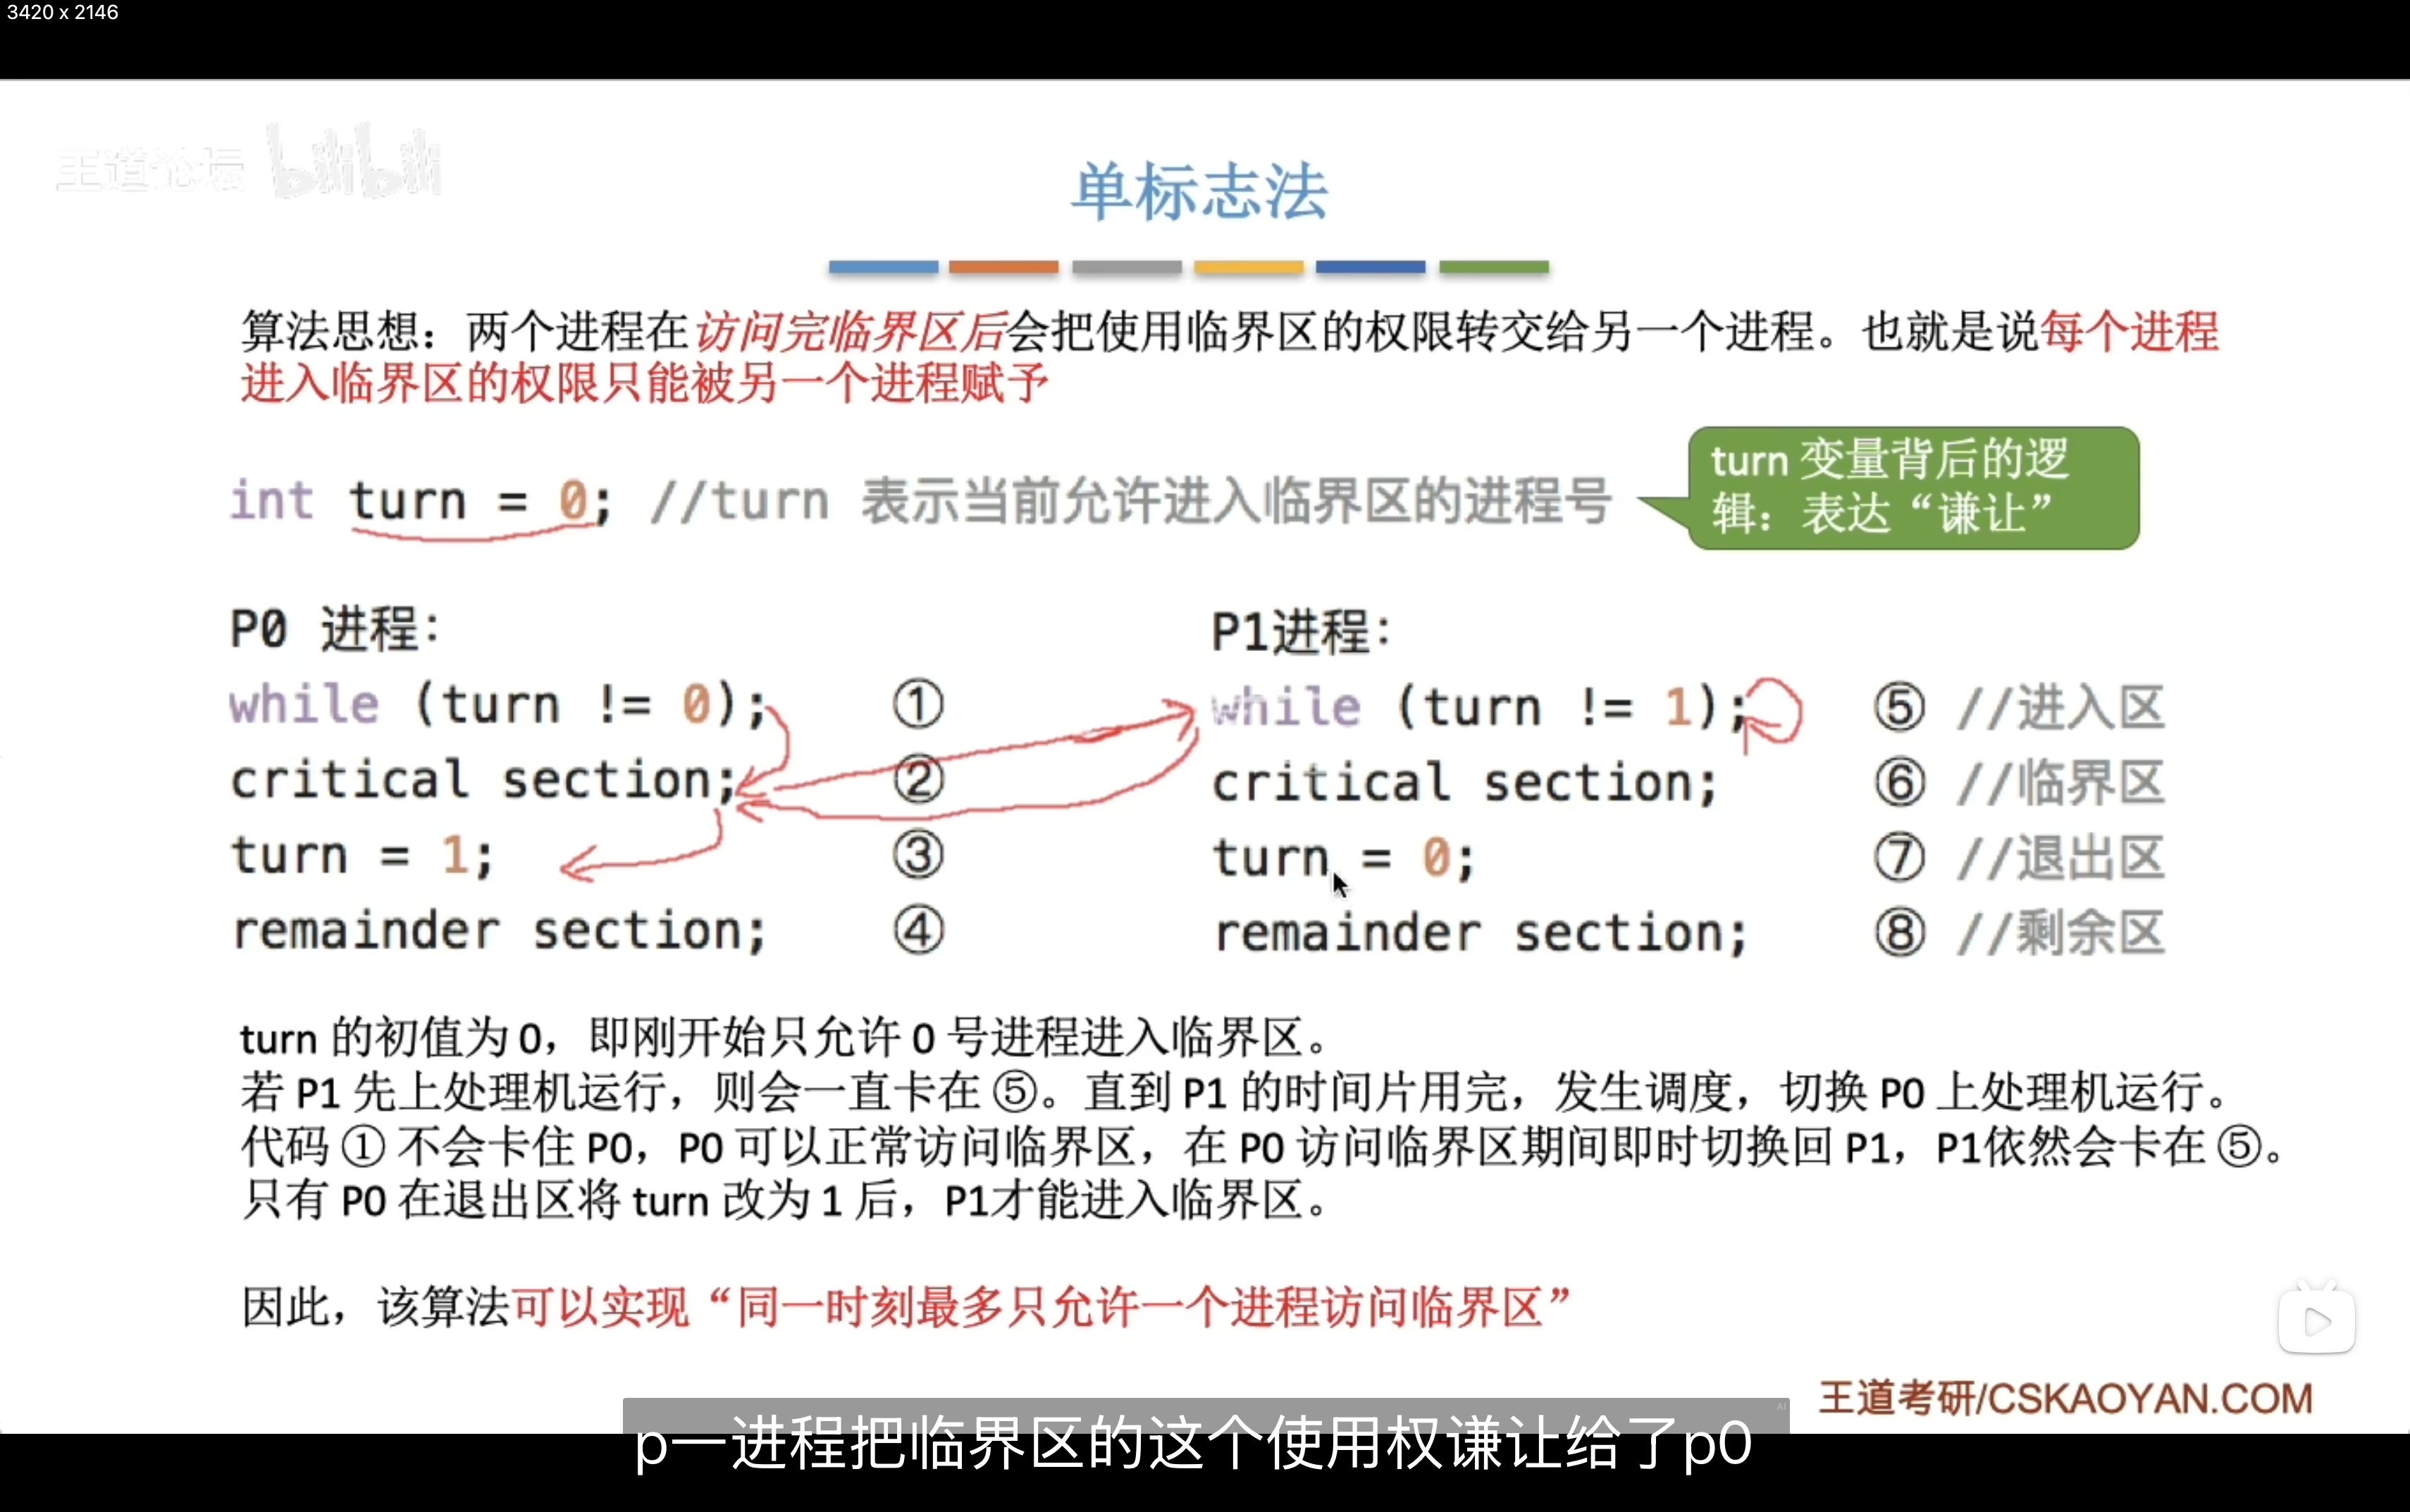 3420 x 2146
王道论坛 bilibili
单标志法
算法思想：两个进程在访问完临界区后会把使用临界区的权限转交给另一个进程。也就是说每个进程
进入临界区的权限只能被另一个进程赋予
int turn = 0; //turn 表示当前允许进入临界区的进程号
turn 变量背后的逻
辑：表达“谦让”
P0 进程：
while (turn != 0); ①
critical section; ②
turn = 1; ③
remainder section; ④
P1进程：
while (turn != 1); ⑤ //进入区
critical section; ⑥ //临界区
turn = 0; ⑦ //退出区
remainder section; ⑧ //剩余区
turn 的初值为 0，即刚开始只允许 0 号进程进入临界区。
若 P1 先上处理机运行，则会一直卡在 ⑤。直到 P1 的时间片用完，发生调度，切换 P0 上处理机运行。
代码 ① 不会卡住 P0，P0 可以正常访问临界区，在 P0 访问临界区期间即时切换回 P1，P1依然会卡在 ⑤。
只有 P0 在退出区将 turn 改为 1 后，P1才能进入临界区。
因此，该算法可以实现“同一时刻最多只允许一个进程访问临界区”
王道考研/CSKAOYAN.COM
AI
p一进程把临界区的这个使用权谦让给了p0